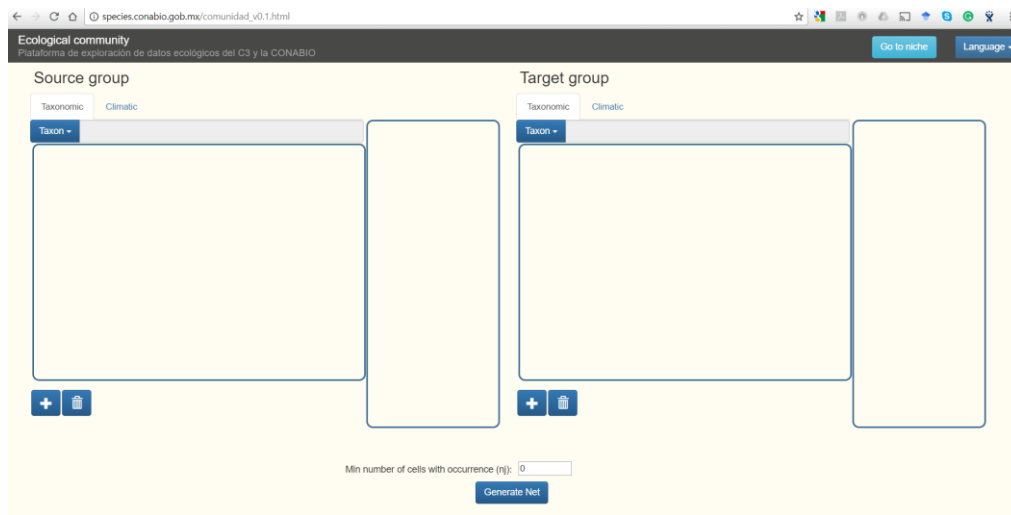 species.conabio.gob.mx/comunidad_v0.1.html
Ecological community
Plataforma de exploración de datos ecológicos del C3 y la CONABIO
Go to niche
Language
Source group
Target group
Taxonomic Climatic
Taxonomic Climatic
Taxon
Taxon
Min number of cells with occurrence (nj): 0
Generate Net